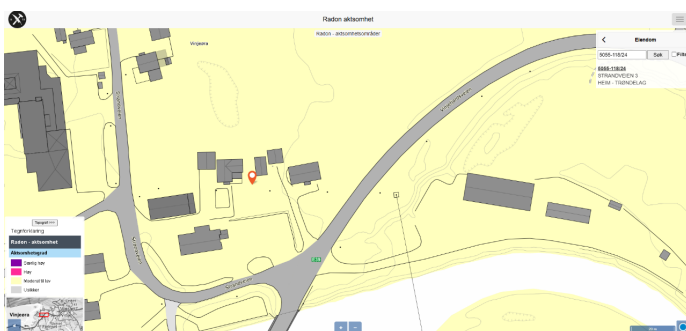 Radon aktsomhet
Radon - aktsomhetsområder
Vinjeøra
Eiendom
5055-118/24
Søk
5055-118/24
STRANDVEIEN 3
HEIM - TRØNDELAG
Tegnforklaring
Radon - aktsomhet
Aktsomhetsgrad
Særlig høy
Høy
Moderat til lav
Usikker
Vinjeøra
+
−